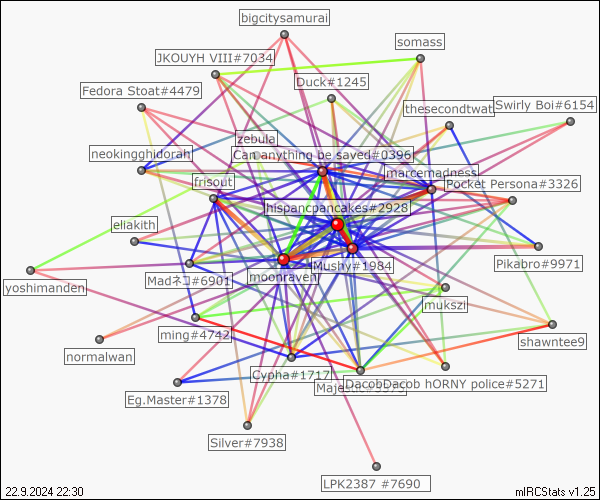 bigcitysamurai
somass
JKOUYH VIII#7034
Duck#1245
Fedora Stoat#4479
thesecondtwat
Swirly Boi#6154
zebula
neokingghidorah
Can anything be saved#0396
marcemadness
frisout
Pocket Persona#3326
hispancpancakes#2928
eliakith
Pikabro#9971
Mushy#1984
Madネコ#6901
moonraven
yoshimanden
mukszi
ming#4742
shawntee9
normalwan
Cypha#1717
DacobDacob hORNY police#5271
Eg.Master#1378
Silver#7938
LPK2387 #7690
22.9.2024 22:30
mIRCStats v1.25